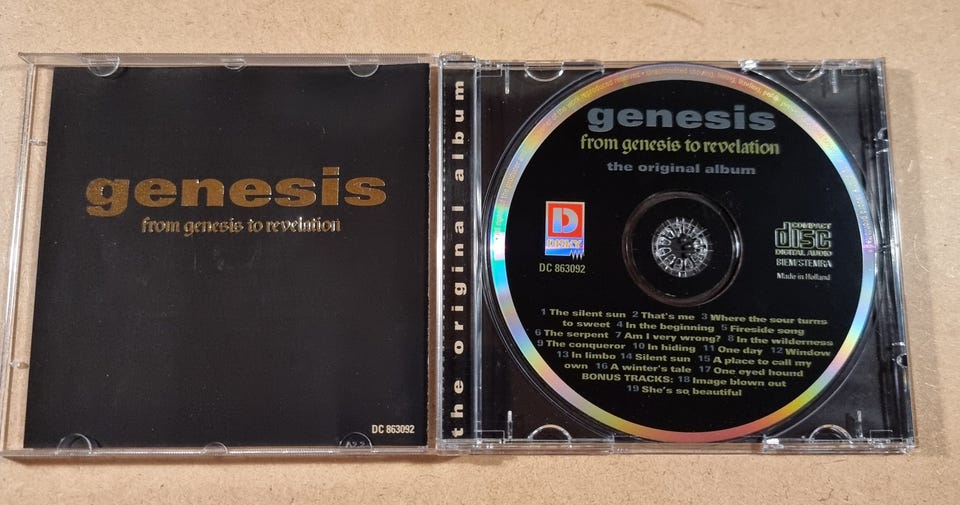 genesis
from genesis to revelation
DC 863092
the original album
genesis
from genesis to revelation
the original album
D
DISKY
DC 863092
COMPACT
disc
DIGITAL AUDIO
BIEM/STEMRA
Made in Holland
1 The silent sun 2 That's me 3 Where the sour turns
to sweet 4 In the beginning 5 Fireside song
6 The serpent 7 Am I very wrong? 8 In the wilderness
9 The conqueror 10 In hiding 11 One day 12 Window
13 In limbo 14 Silent sun 15 A place to call my
own 16 A winter's tale 17 One eyed hound
BONUS TRACKS: 18 Image blown out
19 She's so beautiful